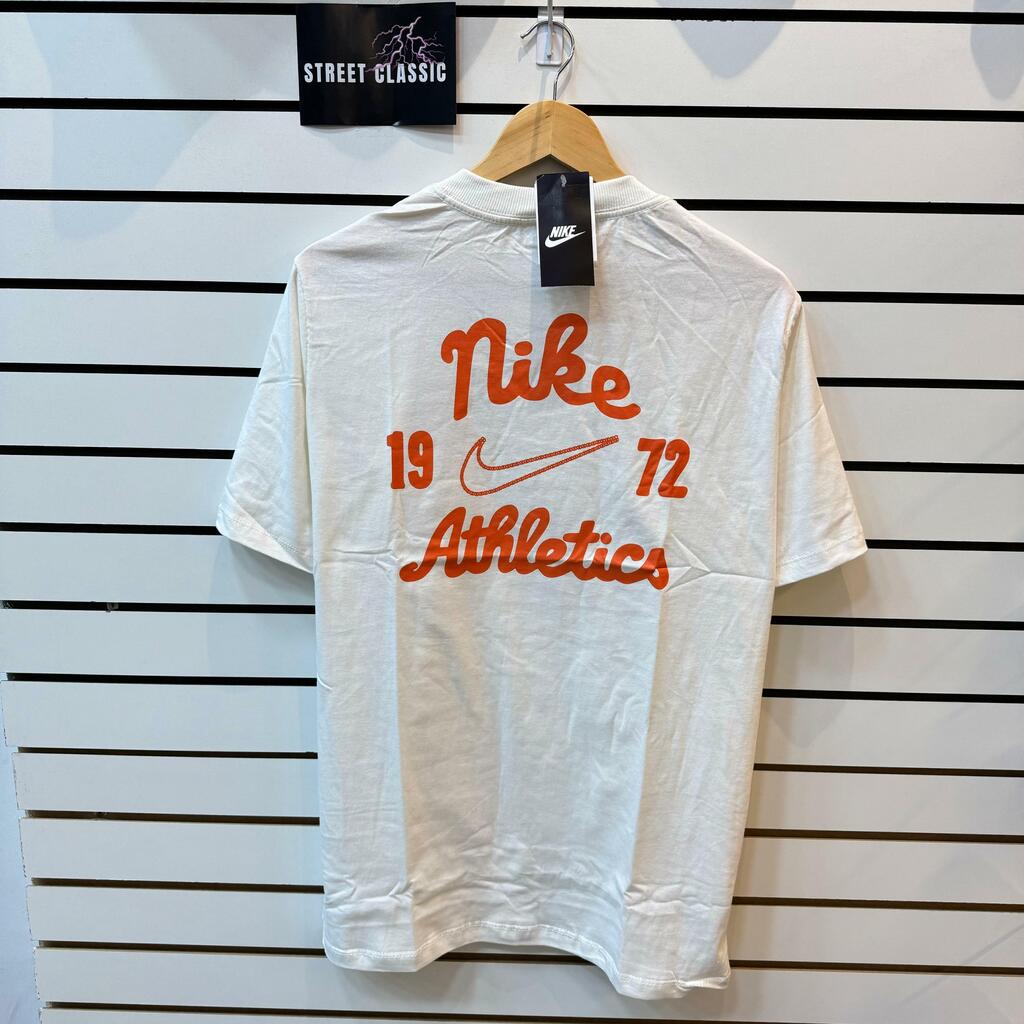 STREET CLASSIC
NIKE
Nike
19 72
Athletics